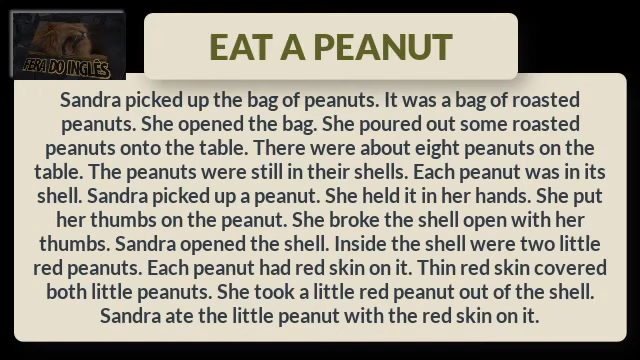 FERA DO INGLÊS
EAT A PEANUT
Sandra picked up the bag of peanuts. It was a bag of roasted
peanuts. She opened the bag. She poured out some roasted
peanuts onto the table. There were about eight peanuts on the
table. The peanuts were still in their shells. Each peanut was in its
shell. Sandra picked up a peanut. She held it in her hands. She put
her thumbs on the peanut. She broke the shell open with her
thumbs. Sandra opened the shell. Inside the shell were two little
red peanuts. Each peanut had red skin on it. Thin red skin covered
both little peanuts. She took a little red peanut out of the shell.
Sandra ate the little peanut with the red skin on it.